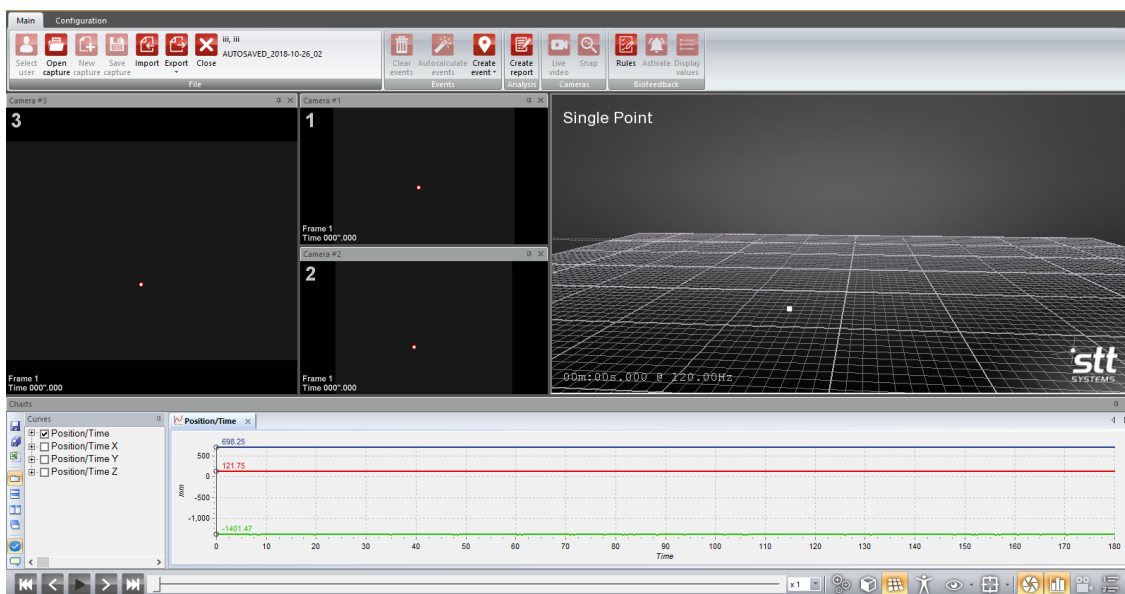 Main Configuration
Select user
Open capture
New capture
Save capture
Import
Export
Close
iii, iii
AUTOSAVED_2018-10-26_02
File
Clear events
Autocalculate events
Create event
Events
Create report
Analysis
Live video
Snap
Cameras
Rules
Activate
Display values
Biofeedback
Camera #3
3
Frame 1
Time 000".000
Camera #1
1
Frame 1
Time 000".000
Camera #2
2
Frame 1
Time 000".000
Single Point
00m:00s.000 @ 120.00Hz
stt
SYSTEMS
Charts
Curves
Position/Time
Position/Time X
Position/Time Y
Position/Time Z
Position/Time
698.25
500
121.75
0
mm
-500
-1,000
-1401.47
0 10 20 30 40 50 60 70 80 90 100 110 120 130 140 150 160 170 180
Time
x 1